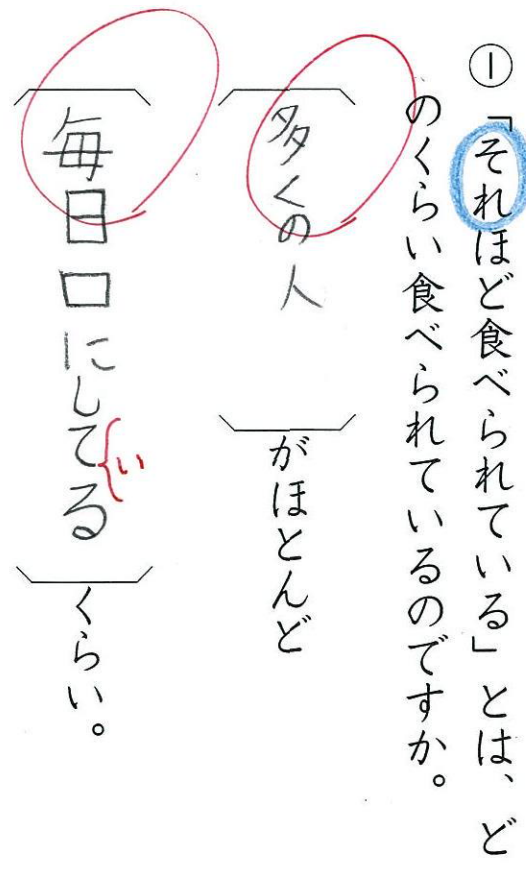 ①「それほど食べられている」とは、ど
のくらい食べられているのですか。
〔多くの人〕がほとんど
〔毎日口にしてる〕くらい。
い